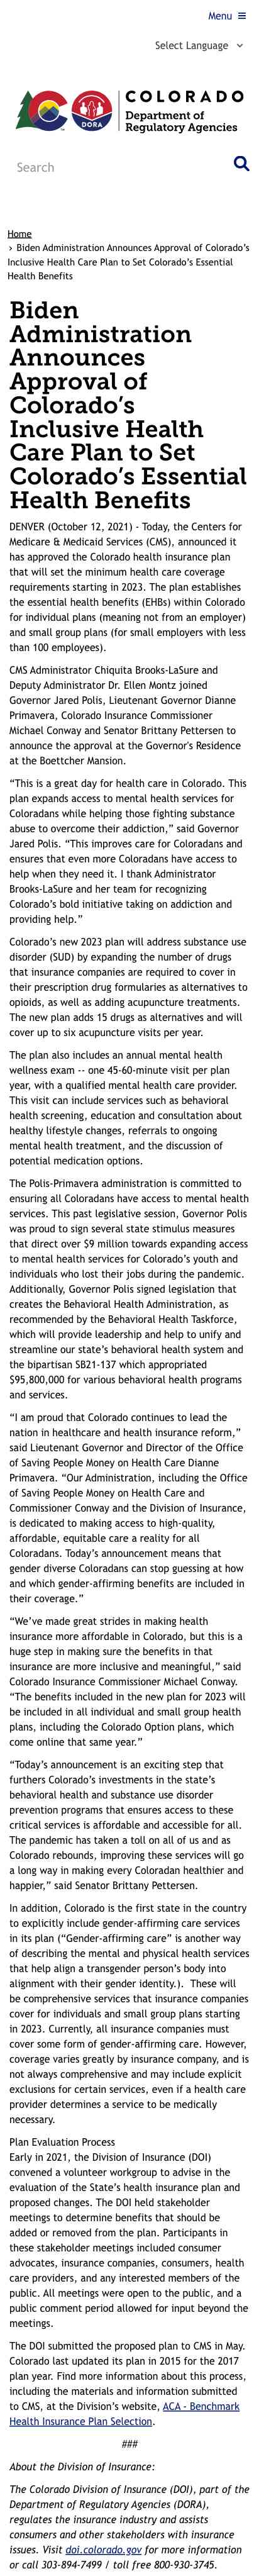 Menu ≡
Select Language
DORA
COLORADO
Department of
Regulatory Agencies
Search
Home
› Biden Administration Announces Approval of Colorado’s
Inclusive Health Care Plan to Set Colorado’s Essential
Health Benefits
Biden
Administration
Announces
Approval of
Colorado’s
Inclusive Health
Care Plan to Set
Colorado’s Essential
Health Benefits
DENVER (October 12, 2021) - Today, the Centers for
Medicare & Medicaid Services (CMS), announced it
has approved the Colorado health insurance plan
that will set the minimum health care coverage
requirements starting in 2023. The plan establishes
the essential health benefits (EHBs) within Colorado
for individual plans (meaning not from an employer)
and small group plans (for small employers with less
than 100 employees).
CMS Administrator Chiquita Brooks-LaSure and
Deputy Administrator Dr. Ellen Montz joined
Governor Jared Polis, Lieutenant Governor Dianne
Primavera, Colorado Insurance Commissioner
Michael Conway and Senator Brittany Pettersen to
announce the approval at the Governor's Residence
at the Boettcher Mansion.
“This is a great day for health care in Colorado. This
plan expands access to mental health services for
Coloradans while helping those fighting substance
abuse to overcome their addiction,” said Governor
Jared Polis. “This improves care for Coloradans and
ensures that even more Coloradans have access to
help when they need it. I thank Administrator
Brooks-LaSure and her team for recognizing
Colorado’s bold initiative taking on addiction and
providing help.”
Colorado’s new 2023 plan will address substance use
disorder (SUD) by expanding the number of drugs
that insurance companies are required to cover in
their prescription drug formularies as alternatives to
opioids, as well as adding acupuncture treatments.
The new plan adds 15 drugs as alternatives and will
cover up to six acupuncture visits per year.
The plan also includes an annual mental health
wellness exam -- one 45-60-minute visit per plan
year, with a qualified mental health care provider.
This visit can include services such as behavioral
health screening, education and consultation about
healthy lifestyle changes, referrals to ongoing
mental health treatment, and the discussion of
potential medication options.
The Polis-Primavera administration is committed to
ensuring all Coloradans have access to mental health
services. This past legislative session, Governor Polis
was proud to sign several state stimulus measures
that direct over $9 million towards expanding access
to mental health services for Colorado’s youth and
individuals who lost their jobs during the pandemic.
Additionally, Governor Polis signed legislation that
creates the Behavioral Health Administration, as
recommended by the Behavioral Health Taskforce,
which will provide leadership and help to unify and
streamline our state’s behavioral health system and
the bipartisan SB21-137 which appropriated
$95,800,000 for various behavioral health programs
and services.
“I am proud that Colorado continues to lead the
nation in healthcare and health insurance reform,”
said Lieutenant Governor and Director of the Office
of Saving People Money on Health Care Dianne
Primavera. “Our Administration, including the Office
of Saving People Money on Health Care and
Commissioner Conway and the Division of Insurance,
is dedicated to making access to high-quality,
affordable, equitable care a reality for all
Coloradans. Today’s announcement means that
gender diverse Coloradans can stop guessing at how
and which gender-affirming benefits are included in
their coverage.”
“We’ve made great strides in making health
insurance more affordable in Colorado, but this is a
huge step in making sure the benefits in that
insurance are more inclusive and meaningful,” said
Colorado Insurance Commissioner Michael Conway.
“The benefits included in the new plan for 2023 will
be included in all individual and small group health
plans, including the Colorado Option plans, which
come online that same year.”
“Today’s announcement is an exciting step that
furthers Colorado’s investments in the state’s
behavioral health and substance use disorder
prevention programs that ensures access to these
critical services is affordable and accessible for all.
The pandemic has taken a toll on all of us and as
Colorado rebounds, improving these services will go
a long way in making every Coloradan healthier and
happier,” said Senator Brittany Pettersen.
In addition, Colorado is the first state in the country
to explicitly include gender-affirming care services
in its plan (“Gender-affirming care” is another way
of describing the mental and physical health services
that help align a transgender person’s body into
alignment with their gender identity.). These will
be comprehensive services that insurance companies
cover for individuals and small group plans starting
in 2023. Currently, all insurance companies must
cover some form of gender-affirming care. However,
coverage varies greatly by insurance company, and is
not always comprehensive and may include explicit
exclusions for certain services, even if a health care
provider determines a service to be medically
necessary.
Plan Evaluation Process
Early in 2021, the Division of Insurance (DOI)
convened a volunteer workgroup to advise in the
evaluation of the State’s health insurance plan and
proposed changes. The DOI held stakeholder
meetings to determine benefits that should be
added or removed from the plan. Participants in
these stakeholder meetings included consumer
advocates, insurance companies, consumers, health
care providers, and any interested members of the
public. All meetings were open to the public, and a
public comment period allowed for input beyond the
meetings.
The DOI submitted the proposed plan to CMS in May.
Colorado last updated its plan in 2015 for the 2017
plan year. Find more information about this process,
including the materials and information submitted
to CMS, at the Division’s website, ACA - Benchmark
Health Insurance Plan Selection.
###
About the Division of Insurance:
The Colorado Division of Insurance (DOI), part of the
Department of Regulatory Agencies (DORA),
regulates the insurance industry and assists
consumers and other stakeholders with insurance
issues. Visit doi.colorado.gov for more information
or call 303-894-7499 / toll free 800-930-3745.